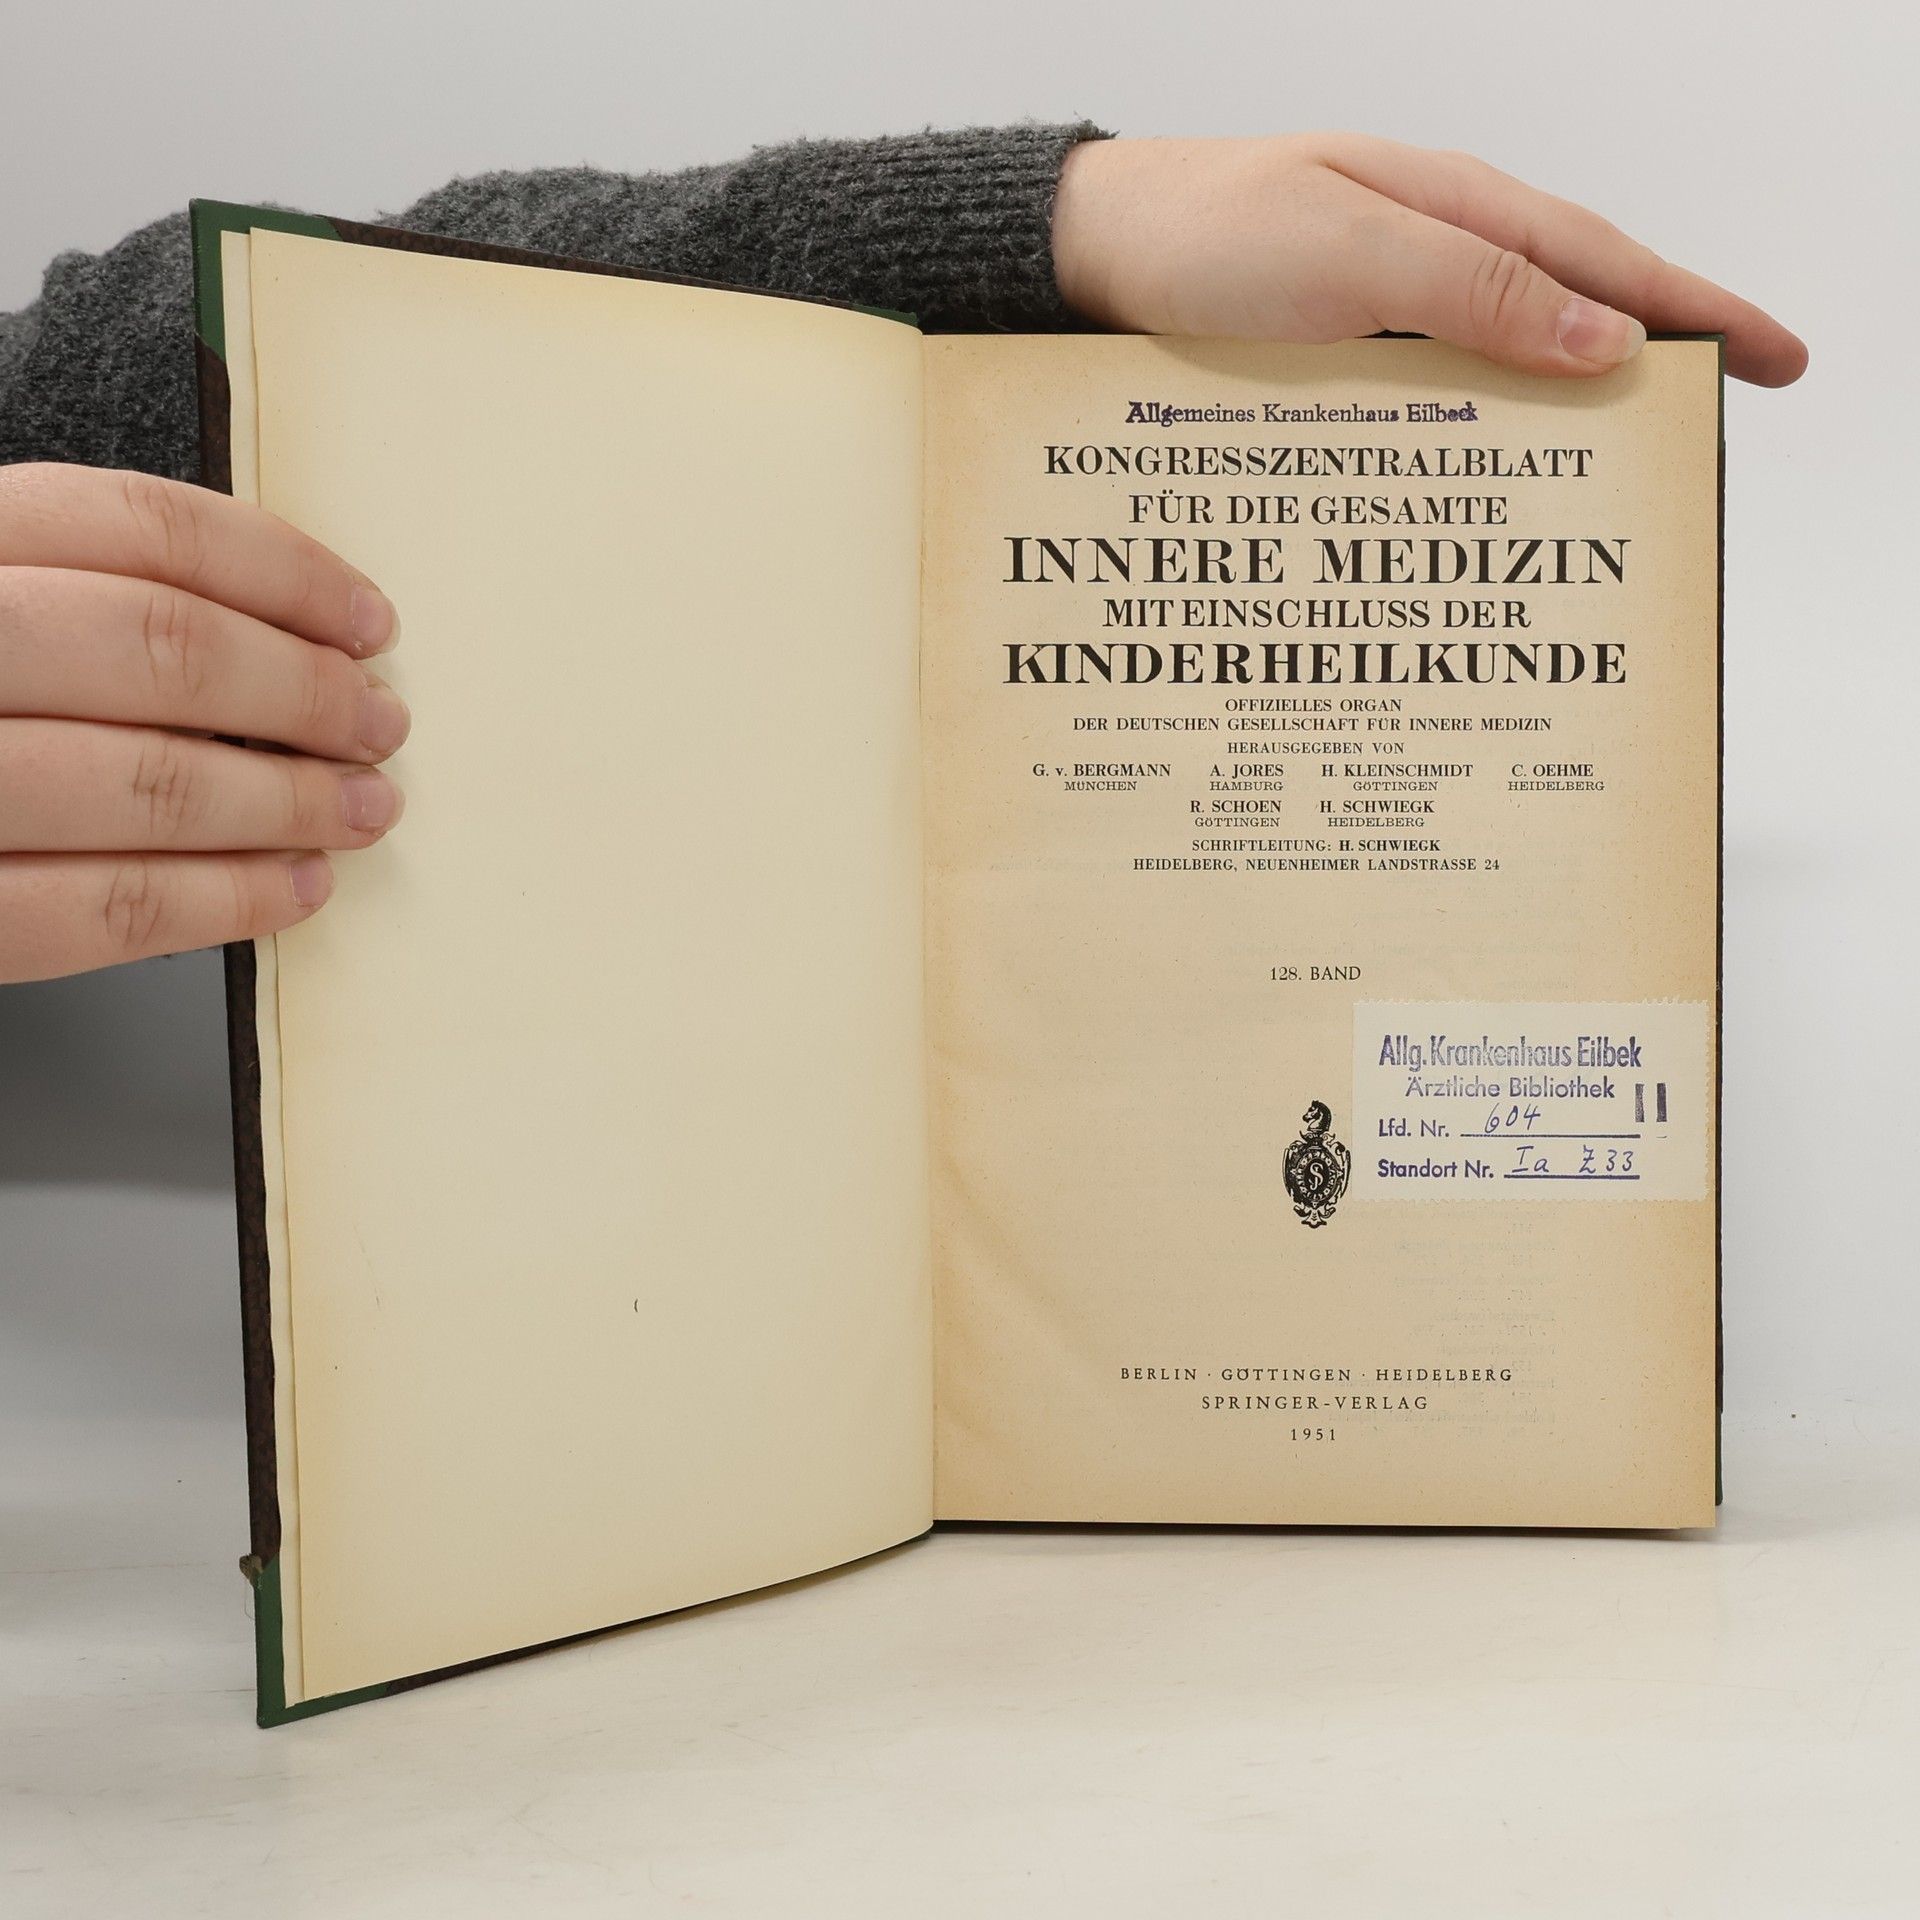 Allgemeines Krankenhaus Eilbeck
KONGRESSZENTRALBLATT
FÜR DIE GESAMTE
INNERE MEDIZIN
MIT EINSCHLUSS DER
KINDERHEILKUNDE
OFFIZIELLES ORGAN
DER DEUTSCHEN GESELLSCHAFT FÜR INNERE MEDIZIN
HERAUSGEGEBEN VON
G. v. BERGMANN A. JORES H. KLEINSCHMIDT C. OEHME
MÜNCHEN HAMBURG GÖTTINGEN HEIDELBERG
R. SCHOEN H. SCHWIEGK
GÖTTINGEN HEIDELBERG
SCHRIFTLEITUNG: H. SCHWIEGK
HEIDELBERG, NEUENHEIMER LANDSTRASSE 24
128. BAND
Allg. Krankenhaus Eilbek
Ärztliche Bibliothek II
Lfd. Nr. 604
Standort Nr. Ia Z 33
BERLIN · GÖTTINGEN · HEIDELBERG
SPRINGER-VERLAG
1951